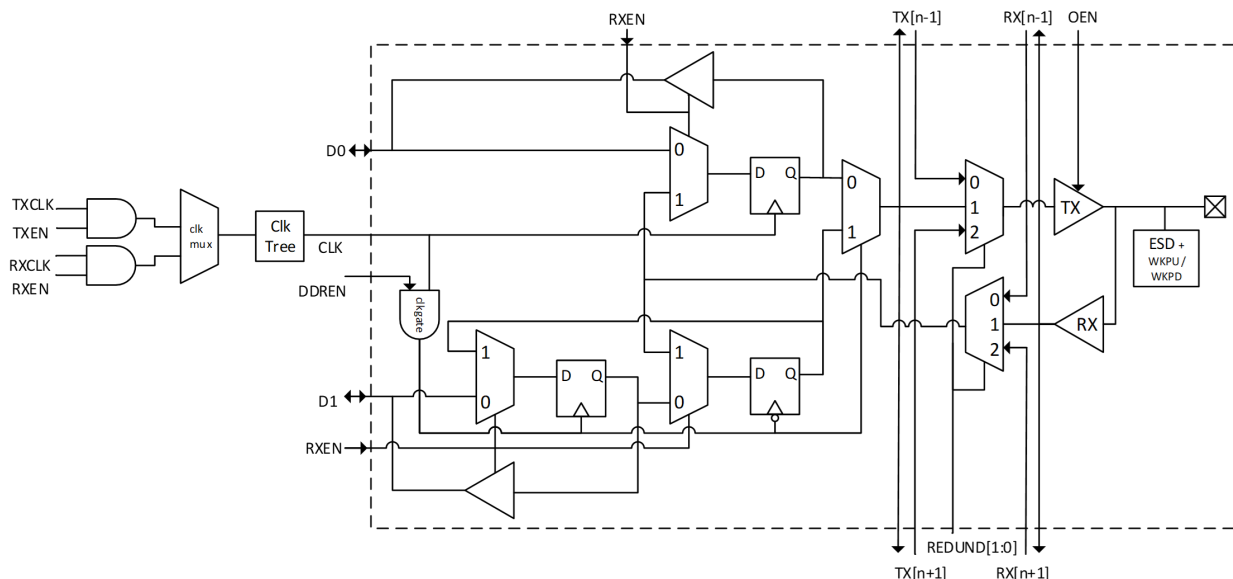 RXEN
TX[n-1]
RX[n-1]
OEN
D0
0
1
D Q
0
1
0
1
2
TX
TXCLK
TXEN
RXCLK
RXEN
clk
mux
Clk
Tree
CLK
DDREN
clkgate
ESD +
WKPU/
WKPD
0
1
2
RX
1
0
D Q
1
0
D Q
D1
RXEN
REDUND[1:0]
TX[n+1]
RX[n+1]